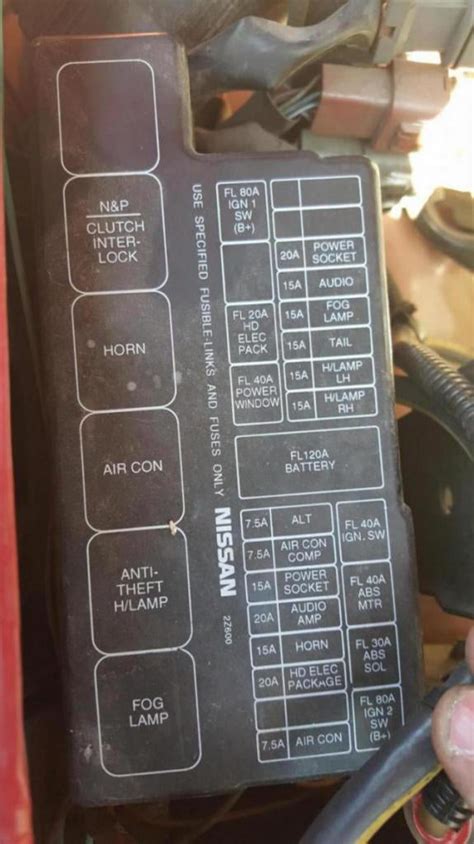 N&P
CLUTCH
INTER-
LOCK
HORN
AIR CON
ANTI-
THEFT
H/LAMP
FOG
LAMP
USE SPECIFIED FUSIBLE-LINKS AND FUSES ONLY
NISSAN
2Z600
FL 80A
IGN 1
SW
(B+)
FL 20A
HD
ELEC
PACK
FL 40A
POWER
WINDOW
20A POWER
SOCKET
15A AUDIO
15A FOG
LAMP
15A TAIL
15A H/LAMP
LH
15A H/LAMP
RH
FL120A
BATTERY
7.5A ALT
7.5A AIR CON
COMP
15A POWER
SOCKET
20A AUDIO
AMP
15A HORN
20A HD ELEC
PACKAGE
7.5A AIR CON
FL 40A
IGN. SW
FL 40A
ABS
MTR
FL 30A
ABS
SOL
FL 80A
IGN 2
SW
(B+)